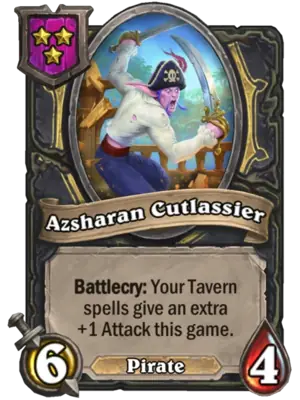 Azsharan Cutlassier
Battlecry: Your Tavern
spells give an extra
+1 Attack this game.
6
Pirate
4